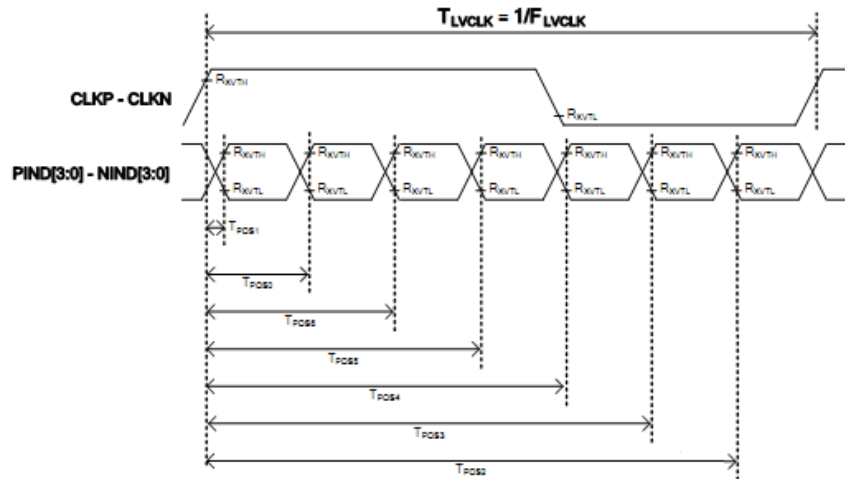 TLVCLK = 1/FLVCLK
RXVTH
CLKP - CLKN
RXVTL
RXVTH RXVTH RXVTH RXVTH RXVTH RXVTH RXVTH
PIND[3:0] - NIND[3:0]
RXVTL RXVTL RXVTL RXVTL RXVTL RXVTL RXVTL
TPOS1
TPOS6
TPOS5
TPOS4
TPOS3
TPOS2